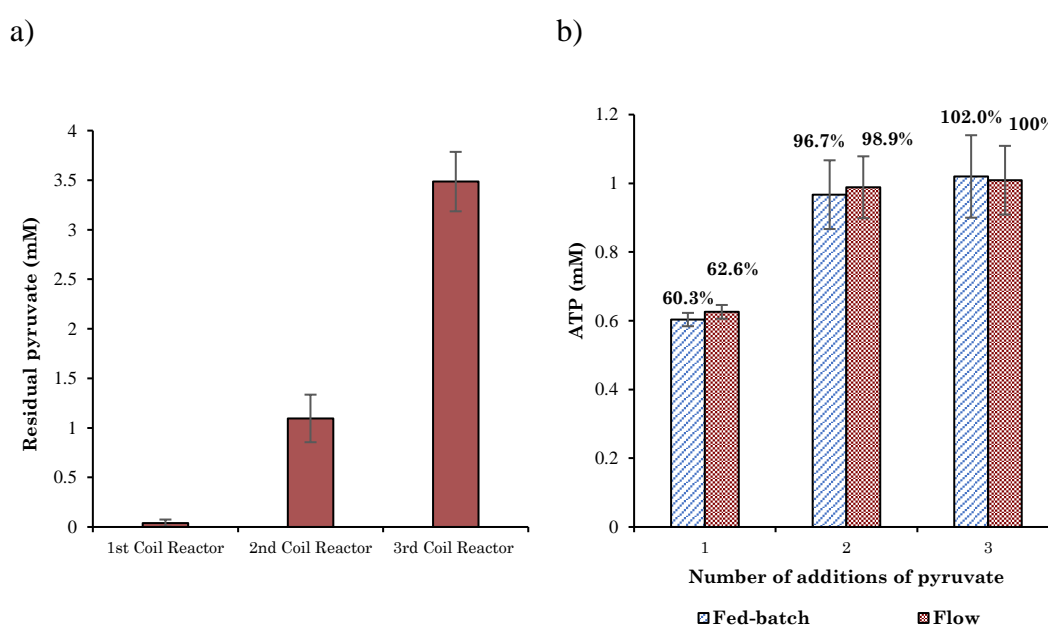 a)
Residual pyruvate (mM)
4
3.5
3
2.5
2
1.5
1
0.5
0
1st Coil Reactor 2nd Coil Reactor 3rd Coil Reactor
b)
ATP (mM)
1.2
1
0.8
0.6
0.4
0.2
0
60.3% 62.6%
96.7% 98.9%
102.0% 100%
1 2 3
Number of additions of pyruvate
Fed-batch Flow